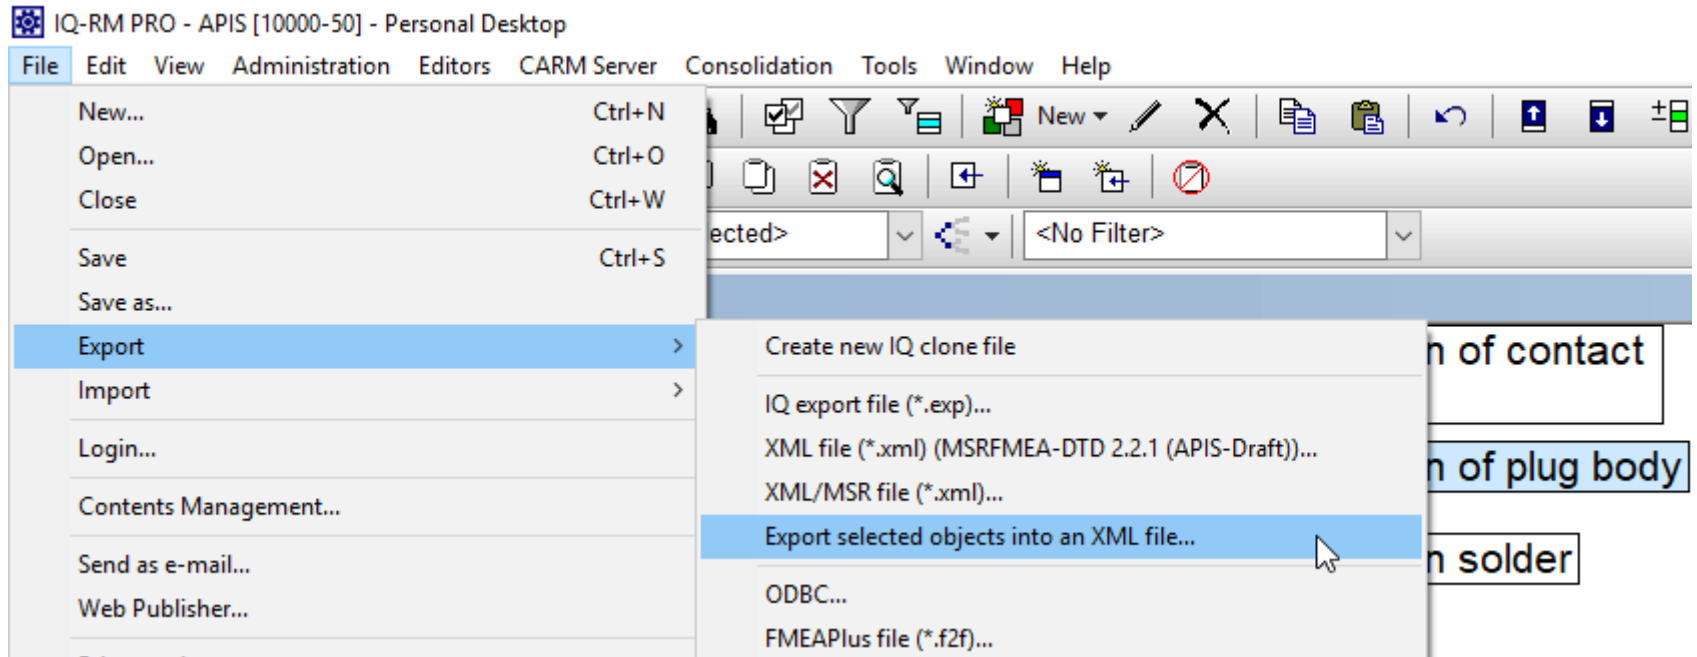 IQ-RM PRO - APIS [10000-50] - Personal Desktop
File Edit View Administration Editors CARM Server Consolidation Tools Window Help
New... Ctrl+N
New
Open... Ctrl+O
Close Ctrl+W
ected> <No Filter>
Save Ctrl+S
Save as...
Export
Import
Login...
Contents Management...
Send as e-mail...
Web Publisher...
Create new IQ clone file
IQ export file (*.exp)...
XML file (*.xml) (MSRFMEA-DTD 2.2.1 (APIS-Draft))...
XML/MSR file (*.xml)...
Export selected objects into an XML file...
ODBC...
FMEAPlus file (*.f2f)...
n of contact
n of plug body
n solder